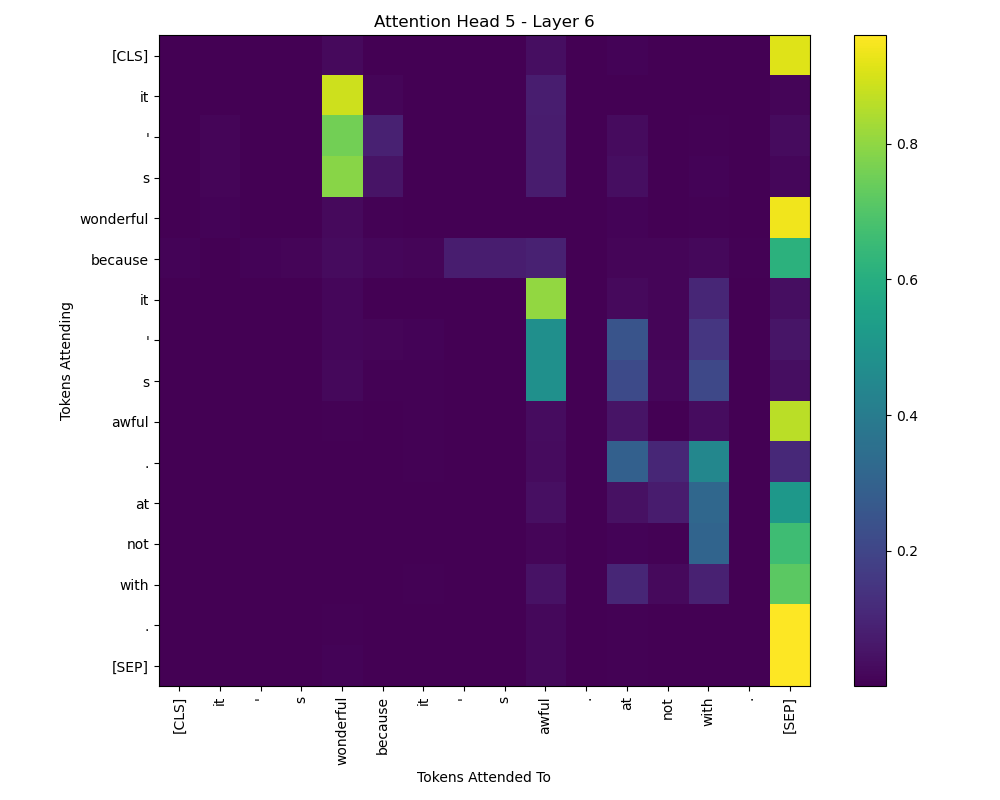 Attention Head 5 - Layer 6
[CLS]
it
'
s
wonderful
because
it
'
s
awful
.
at
not
with
.
[SEP]
Tokens Attending
[CLS]
it
'
s
wonderful
because
it
'
s
awful
.
at
not
with
.
[SEP]
Tokens Attended To
0.8
0.6
0.4
0.2